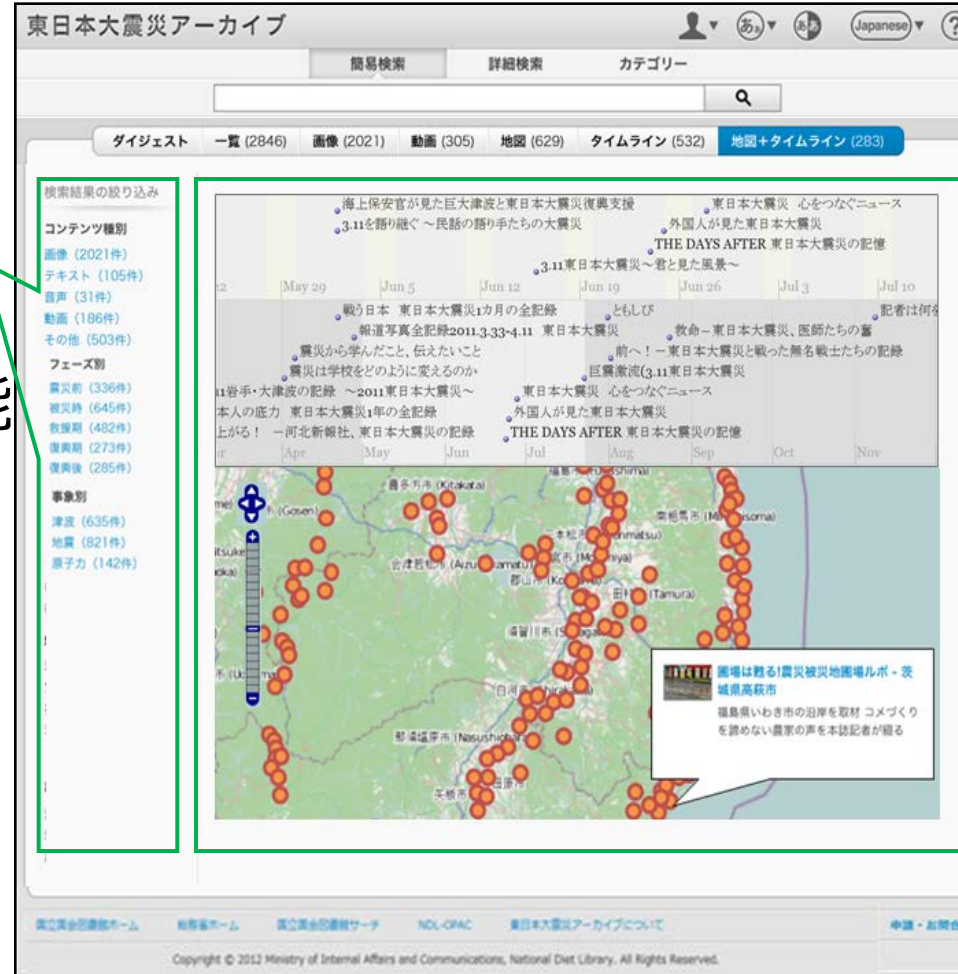 東日本大震災アーカイブ
ああ
ああ
Japanese
?
簡易検索 詳細検索 カテゴリー
ダイジェスト 一覧 (2846) 画像 (2021) 動画 (305) 地図 (629) タイムライン (532) 地図+タイムライン (283)
検索結果の絞り込み
コンテンツ種別
画像 (2021件)
テキスト (105件)
音声 (31件)
動画 (186件)
その他 (503件)
フェーズ別
震災前 (336件)
被災時 (645件)
救援期 (482件)
復興期 (273件)
復興後 (285件)
事象別
津波 (635件)
地震 (821件)
原子力 (142件)
能
海上保安官が見た巨大津波と東日本大震災復興支援
東日本大震災 心をつなぐニュース
3.11を語り継ぐ ～民話の語り手たちの大震災
外国人が見た東日本大震災
THE DAYS AFTER 東日本大震災の記憶
3.11東日本大震災～君と見た風景～
22 May 29 Jun 5 Jun 12 Jun 19 Jun 26 Jul 3 Jul 10
戦う日本 東日本大震災1カ月の全記録
ともしび
記者は何を
報道写真全記録2011.3.33-4.11 東日本大震災
救命－東日本大震災、医師たちの奮
震災から学んだこと、伝えたいこと
前へ！－東日本大震災と戦った無名戦士たちの記録
震災は学校をどのように変えるのか
巨震激流(3.11東日本大震災
11岩手・大津波の記録 ～2011東日本大震災～
東日本大震災 心をつなぐニュース
本人の底力 東日本大震災1年の全記録
外国人が見た東日本大震災
上がる！ －河北新報社、東日本大震災の記録
THE DAYS AFTER 東日本大震災の記憶
Apr May Jun Jul Aug Sep Oct Nov
喜多方市 (Kitakata)
(Gosen)
南相馬市
会津若松
(Tamura)
白河市
那須塩原市 (Nasushiobara)
矢板市
圃場は甦る!震災被災地圃場ルポ - 茨
城県高萩市
福島県いわき市の沿岸を取材 コメづくり
を諦めない農家の声を本誌記者が綴る
国立国会図書館ホーム 総務省ホーム 国立国会図書館サーチ NDL-OPAC 東日本大震災アーカイブについて 申請・お問合
Copyright © 2012 Ministry of Internal Affairs and Communications, National Diet Library. All Rights Reserved.